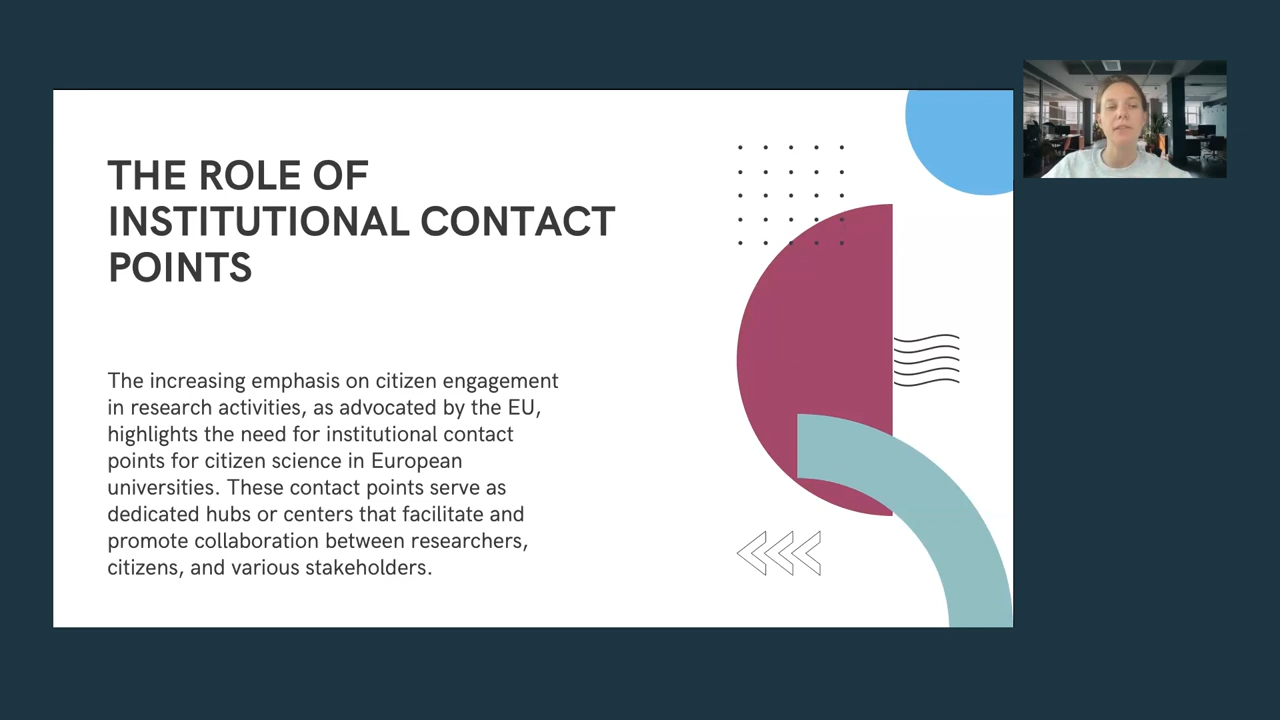 THE ROLE OF
INSTITUTIONAL CONTACT
POINTS
The increasing emphasis on citizen engagement
in research activities, as advocated by the EU,
highlights the need for institutional contact
points for citizen science in European
universities. These contact points serve as
dedicated hubs or centers that facilitate and
promote collaboration between researchers,
citizens, and various stakeholders.